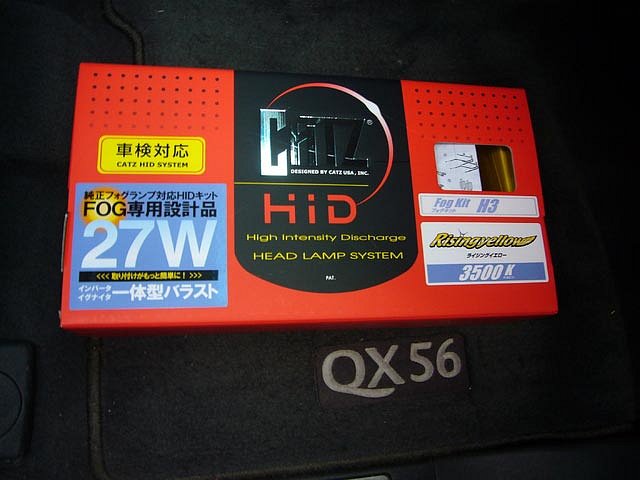 車検対応
CATZ HID SYSTEM
純正フォグランプ対応HIDキット
FOG専用設計品
27W
<<< 取り付けがもっと簡単に! >>>
インバータ
イグナイタ
一体型バラスト
CATZ®
DESIGNED BY CATZ USA, INC.
HiD
High Intensity Discharge
HEAD LAMP SYSTEM
PAT.
Fog Kit H3
フォグキット
Risingyellow
ライジングイエロー
3500K
QX56